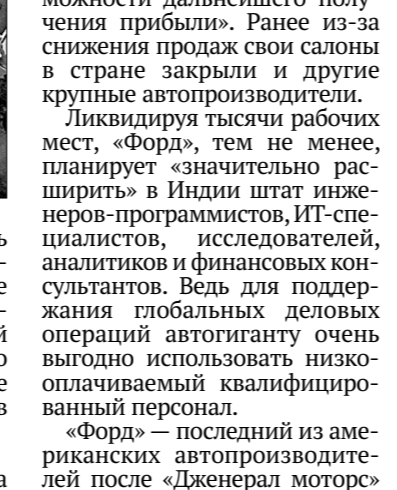 можности дальнейшего полу-
чения прибыли». Ранее из-за
снижения продаж свои салоны
в стране закрыли и другие
крупные автопроизводители.
Ликвидируя тысячи рабочих
мест, «Форд», тем не менее,
планирует «значительно рас-
ширить» в Индии штат инже-
неров-программистов, ИТ-спе-
циалистов, исследователей,
аналитиков и финансовых кон-
сультантов. Ведь для поддер-
жания глобальных деловых
операций автогиганту очень
выгодно использовать низко-
оплачиваемый квалифициро-
ванный персонал.
«Форд» — последний из аме-
риканских автопроизводите-
лей после «Дженерал моторс»